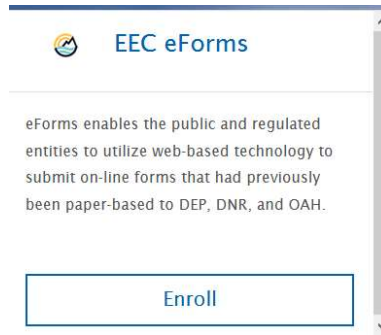 EEC eForms
eForms enables the public and regulated
entities to utilize web-based technology to
submit on-line forms that had previously
been paper-based to DEP, DNR, and OAH.
Enroll